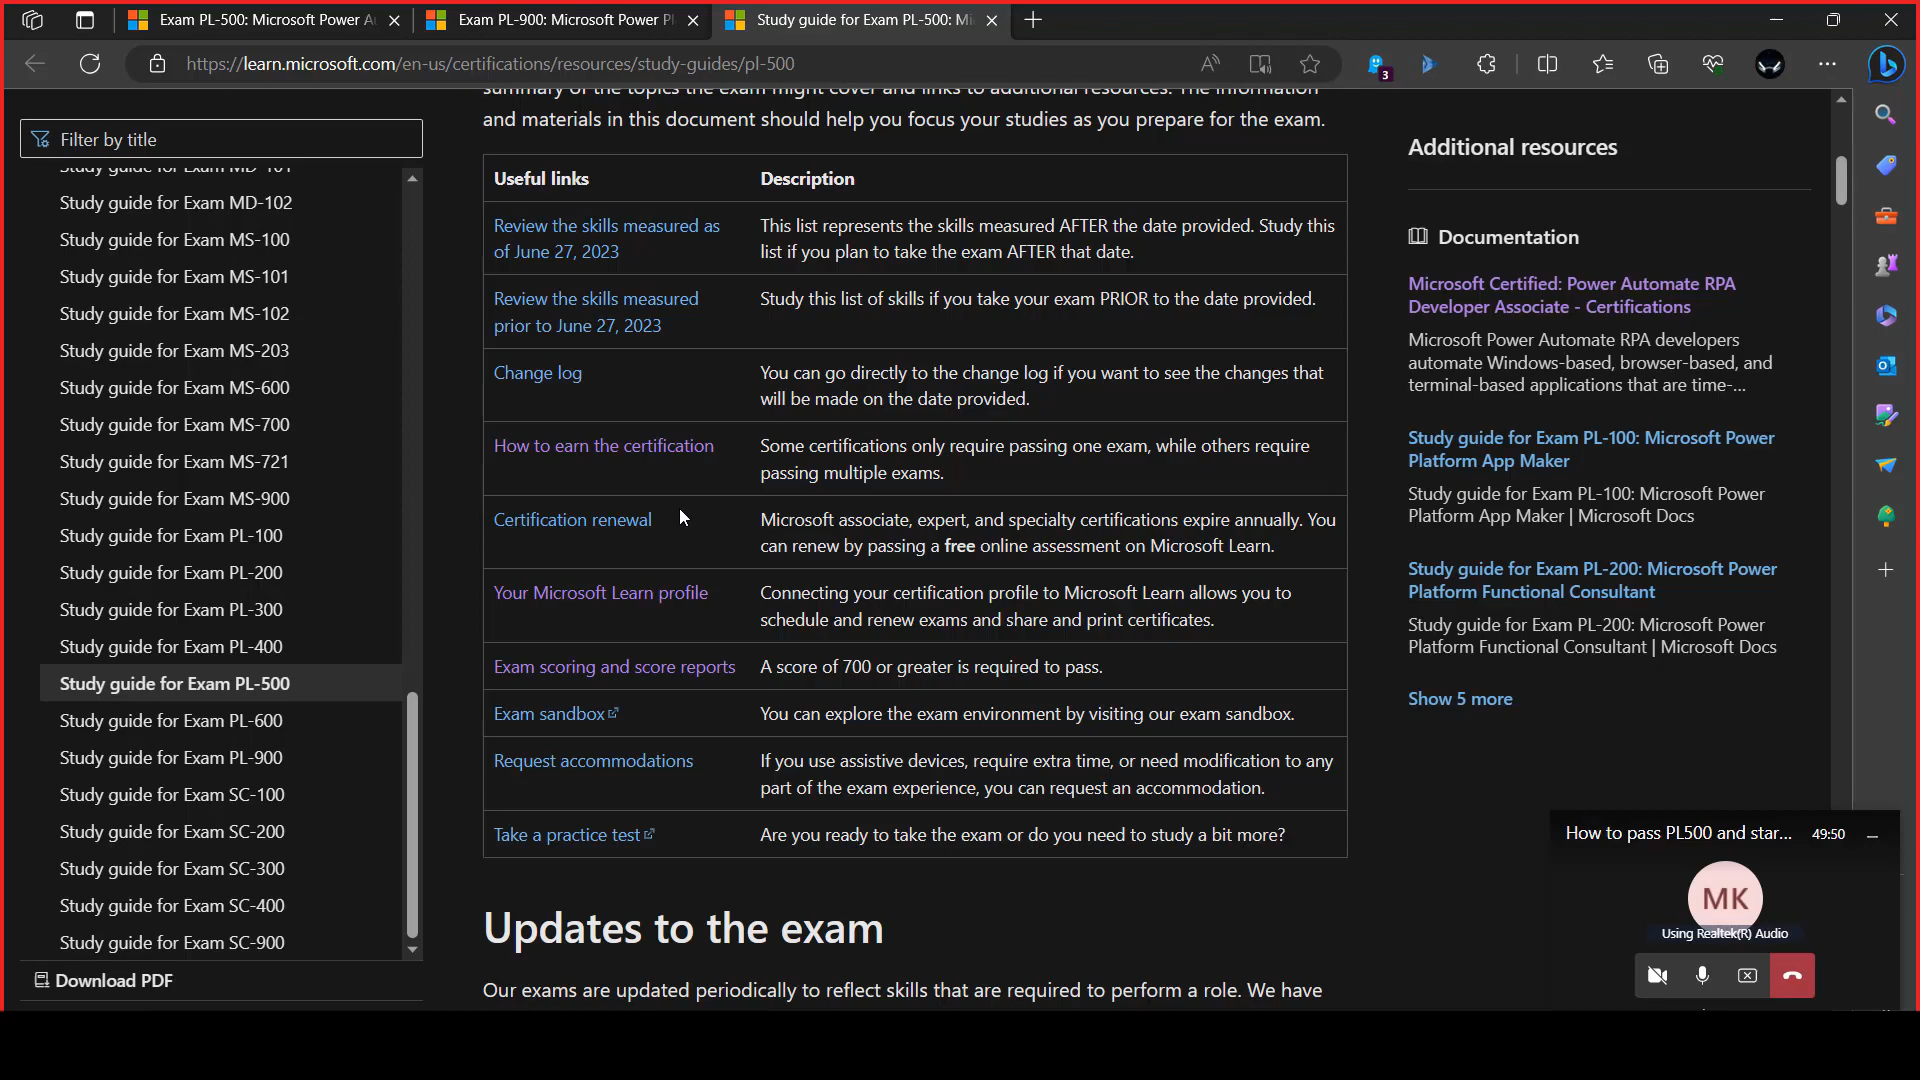 Exam PL-500: Microsoft Power A
Exam PL-900: Microsoft Power Pl
Study guide for Exam PL-500: Mi
https://learn.microsoft.com/en-us/certifications/resources/study-guides/pl-500
3
Filter by title
Study guide for Exam MD-101
Study guide for Exam MD-102
Study guide for Exam MS-100
Study guide for Exam MS-101
Study guide for Exam MS-102
Study guide for Exam MS-203
Study guide for Exam MS-600
Study guide for Exam MS-700
Study guide for Exam MS-721
Study guide for Exam MS-900
Study guide for Exam PL-100
Study guide for Exam PL-200
Study guide for Exam PL-300
Study guide for Exam PL-400
Study guide for Exam PL-500
Study guide for Exam PL-600
Study guide for Exam PL-900
Study guide for Exam SC-100
Study guide for Exam SC-200
Study guide for Exam SC-300
Study guide for Exam SC-400
Study guide for Exam SC-900
Download PDF
summary of the topics the exam might cover and links to additional resources. The information
and materials in this document should help you focus your studies as you prepare for the exam.
Useful links Description
Review the skills measured as
of June 27, 2023
This list represents the skills measured AFTER the date provided. Study this
list if you plan to take the exam AFTER that date.
Review the skills measured
prior to June 27, 2023
Study this list of skills if you take your exam PRIOR to the date provided.
Change log
You can go directly to the change log if you want to see the changes that
will be made on the date provided.
How to earn the certification
Some certifications only require passing one exam, while others require
passing multiple exams.
Certification renewal
Microsoft associate, expert, and specialty certifications expire annually. You
can renew by passing a free online assessment on Microsoft Learn.
Your Microsoft Learn profile
Connecting your certification profile to Microsoft Learn allows you to
schedule and renew exams and share and print certificates.
Exam scoring and score reports
A score of 700 or greater is required to pass.
Exam sandbox
You can explore the exam environment by visiting our exam sandbox.
Request accommodations
If you use assistive devices, require extra time, or need modification to any
part of the exam experience, you can request an accommodation.
Take a practice test
Are you ready to take the exam or do you need to study a bit more?
Updates to the exam
Our exams are updated periodically to reflect skills that are required to perform a role. We have
Additional resources
Documentation
Microsoft Certified: Power Automate RPA
Developer Associate - Certifications
Microsoft Power Automate RPA developers
automate Windows-based, browser-based, and
terminal-based applications that are time-...
Study guide for Exam PL-100: Microsoft Power
Platform App Maker
Study guide for Exam PL-100: Microsoft Power
Platform App Maker | Microsoft Docs
Study guide for Exam PL-200: Microsoft Power
Platform Functional Consultant
Study guide for Exam PL-200: Microsoft Power
Platform Functional Consultant | Microsoft Docs
Show 5 more
How to pass PL500 and star... 49:50
MK
Using Realtek(R) Audio